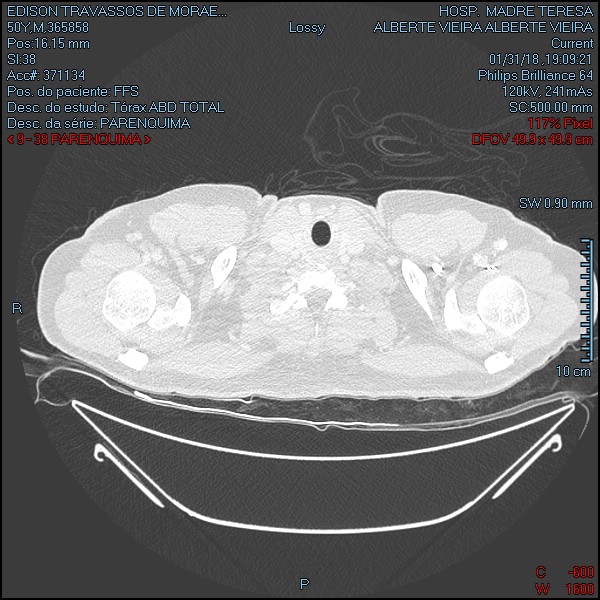 EDISON TRAVASSOS DE MORAE...
50Y,M,365858
Pos:16.15 mm
SI:38
Acc#: 371134
Pos. do paciente: FFS
Desc. do estudo: Tórax ABD TOTAL
Desc. da série: PARENQUIMA
< 9 - 38 PARENQUIMA >
Lossy
HOSP. MADRE TERESA
ALBERTE VIEIRA ALBERTE VIEIRA
Current
01/31/18 ,19:09:21
Philips Brilliance 64
120kV, 241mAs
SC:500.00 mm
117% Pixel
DFOV 49.9 x 49.9 cm
SW 0.90 mm
R
10 cm
P
C -600
W 1600